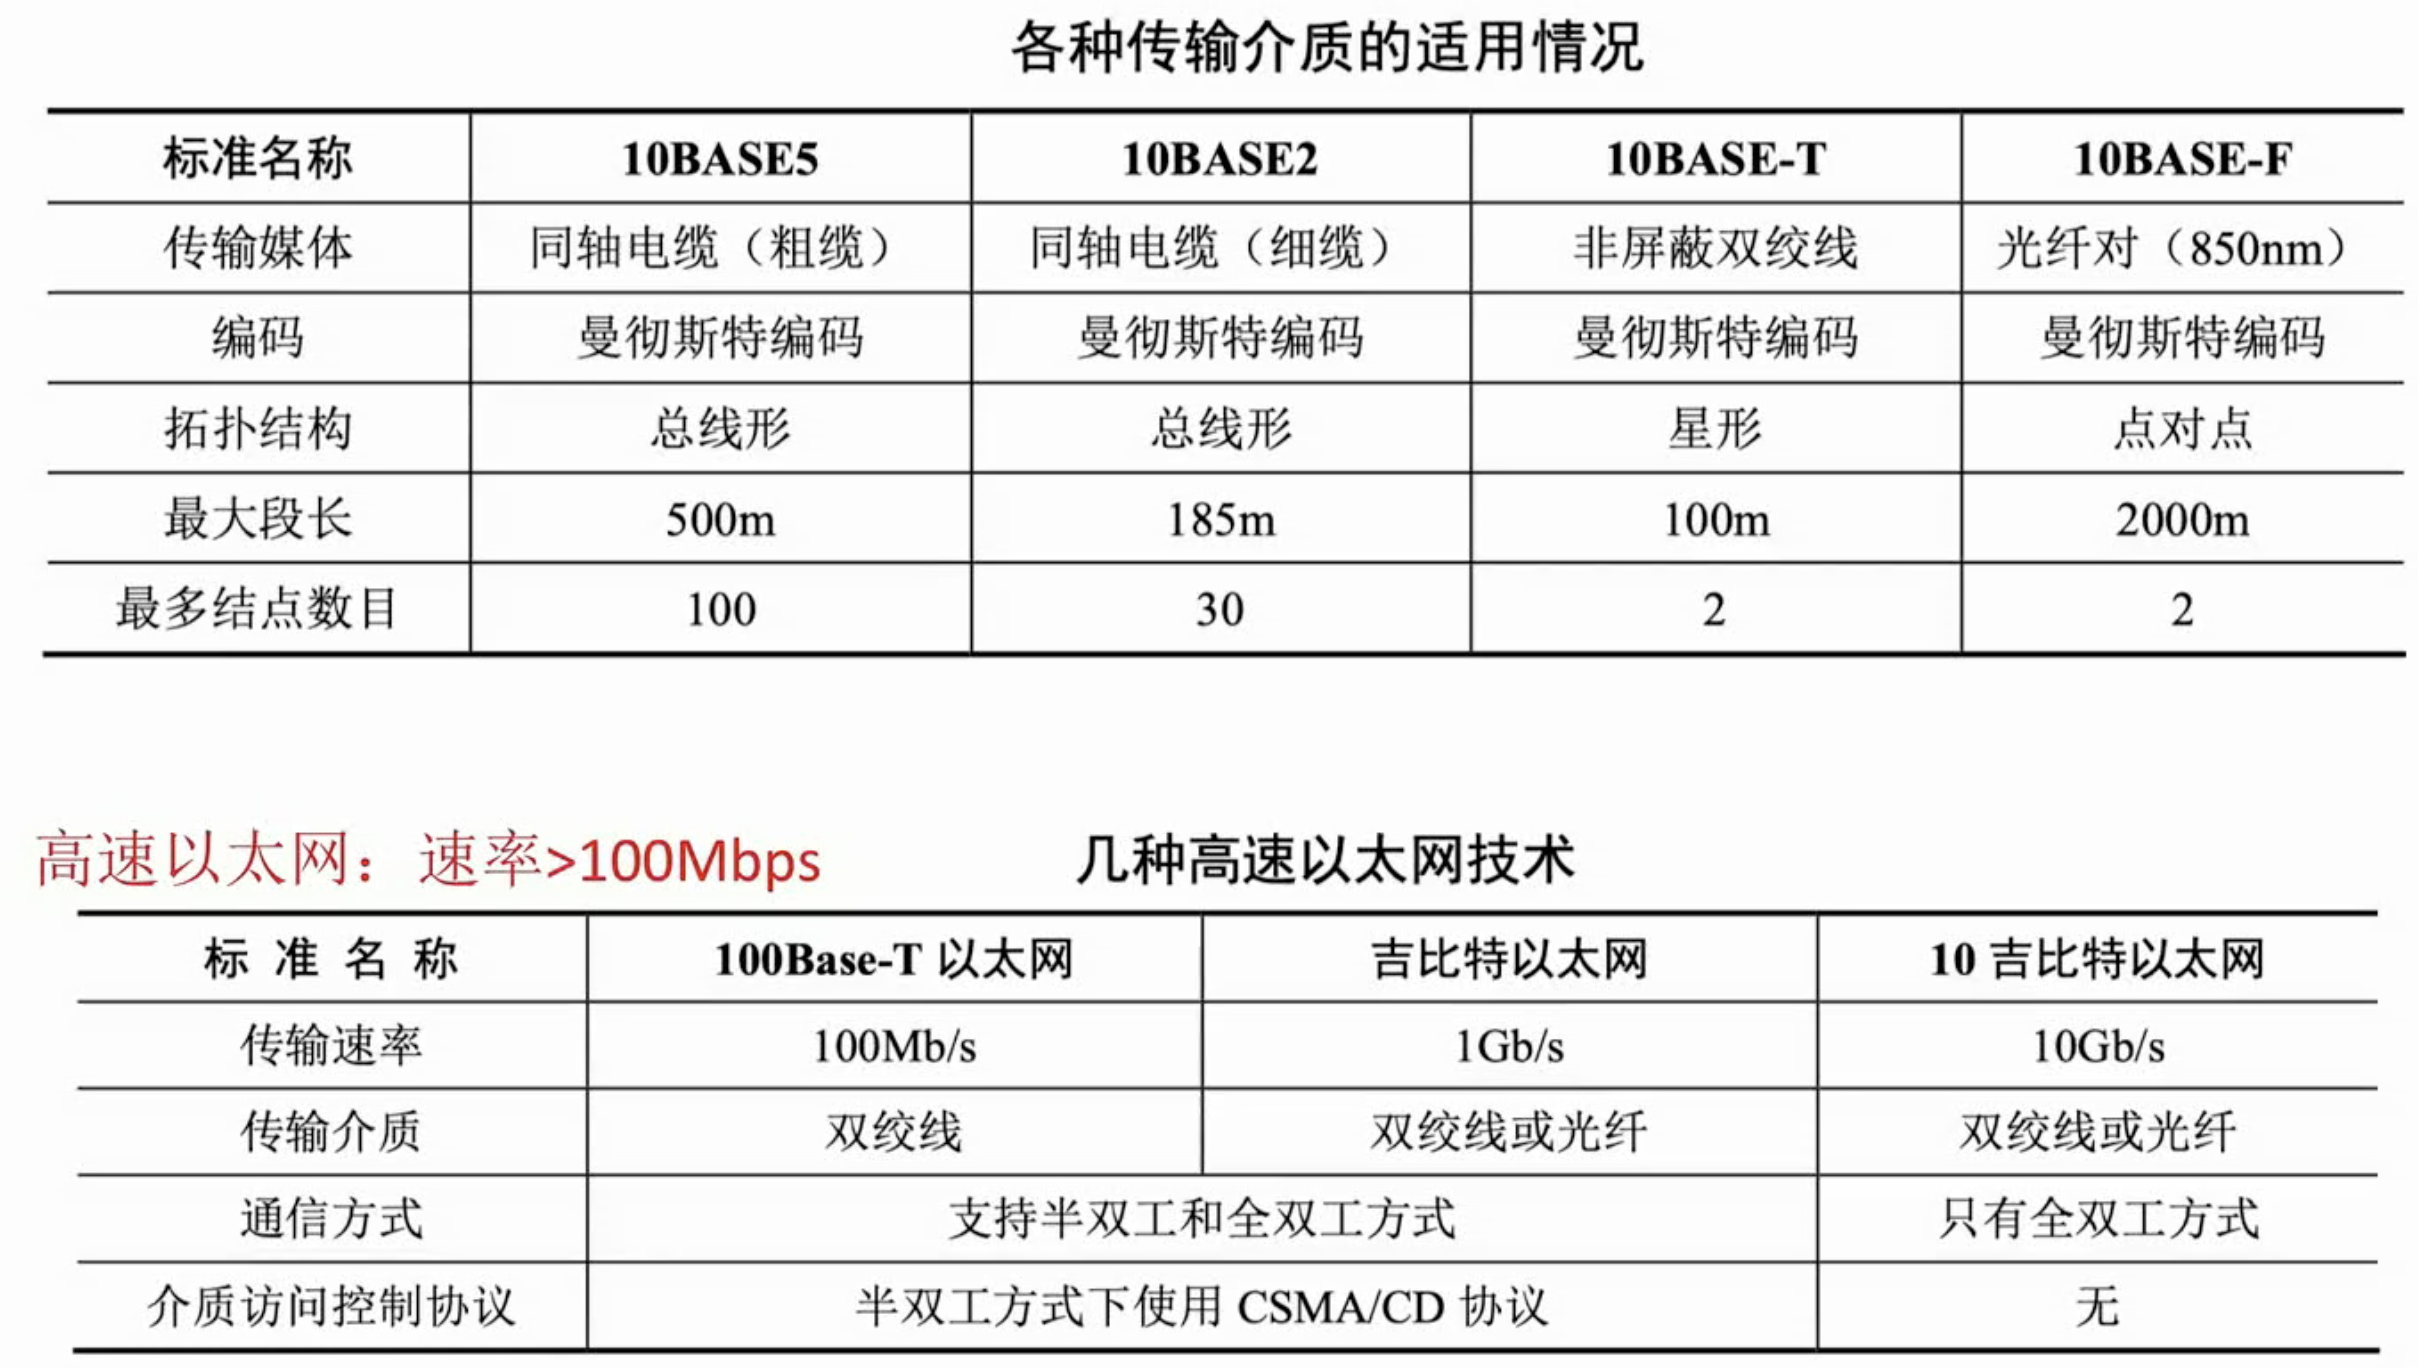 各种传输介质的适用情况
标准名称 10BASE5 10BASE2 10BASE-T 10BASE-F
传输媒体 同轴电缆（粗缆） 同轴电缆（细缆） 非屏蔽双绞线 光纤对（850nm）
编码 曼彻斯特编码 曼彻斯特编码 曼彻斯特编码 曼彻斯特编码
拓扑结构 总线形 总线形 星形 点对点
最大段长 500m 185m 100m 2000m
最多结点数目 100 30 2 2
高速以太网：速率>100Mbps 几种高速以太网技术
标准名称 100Base-T 以太网 吉比特以太网 10 吉比特以太网
传输速率 100Mb/s 1Gb/s 10Gb/s
传输介质 双绞线 双绞线或光纤 双绞线或光纤
通信方式 支持半双工和全双工方式 只有全双工方式
介质访问控制协议 半双工方式下使用 CSMA/CD 协议 无